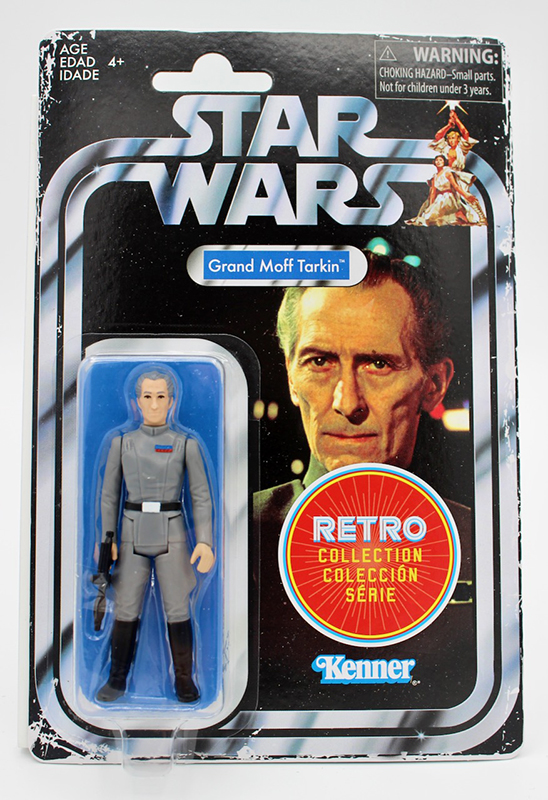 AGE
EDAD 4+
IDADE
WARNING:
CHOKING HAZARD–Small parts.
Not for children under 3 years.
STAR
WARS
Grand Moff Tarkin™
RETRO
COLLECTION
COLECCIÓN
SÉRIE
Kenner®